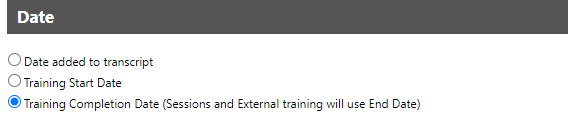 Date
Date added to transcript
Training Start Date
Training Completion Date (Sessions and External training will use End Date)